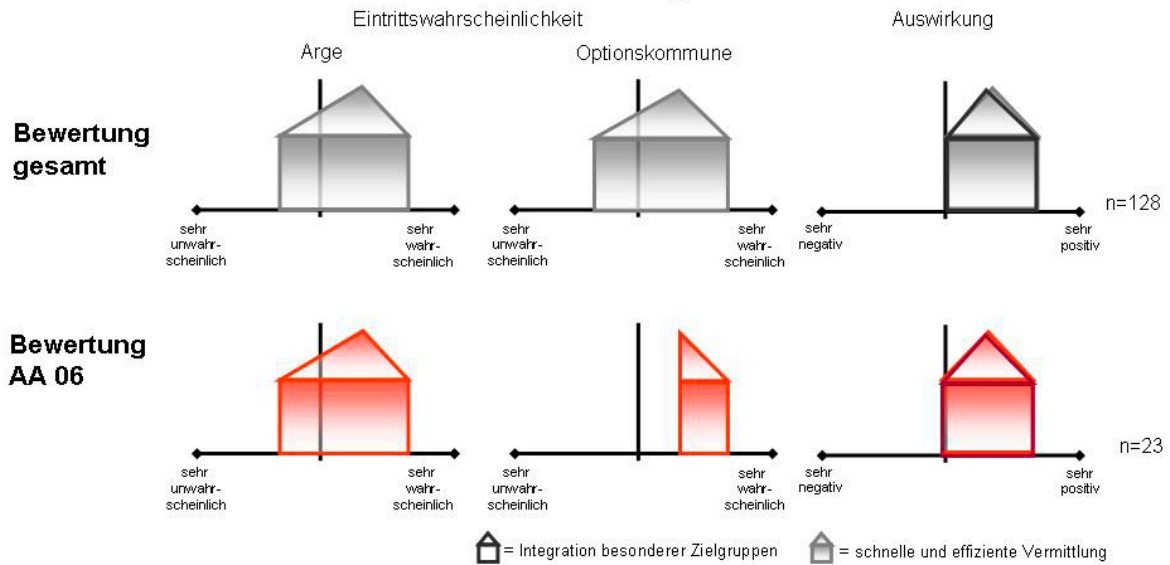 Eintrittswahrscheinlichkeit
Auswirkung
Arge
Optionskommune
Bewertung
gesamt
sehr
unwahr-
scheinlich
sehr
wahr-
scheinlich
sehr
unwahr-
scheinlich
sehr
wahr-
scheinlich
sehr
negativ
sehr
positiv
n=128
Bewertung
AA 06
sehr
unwahr-
scheinlich
sehr
wahr-
scheinlich
sehr
unwahr-
scheinlich
sehr
wahr-
scheinlich
sehr
negativ
sehr
positiv
n=23
= Integration besonderer Zielgruppen
= schnelle und effiziente Vermittlung